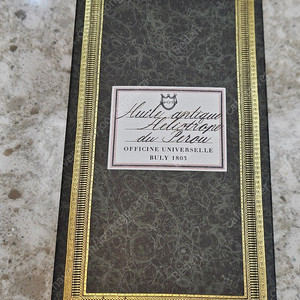 Huile antique
Héliotrope
du Pérou
OFFICINE UNIVERSELLE
BULY 1803